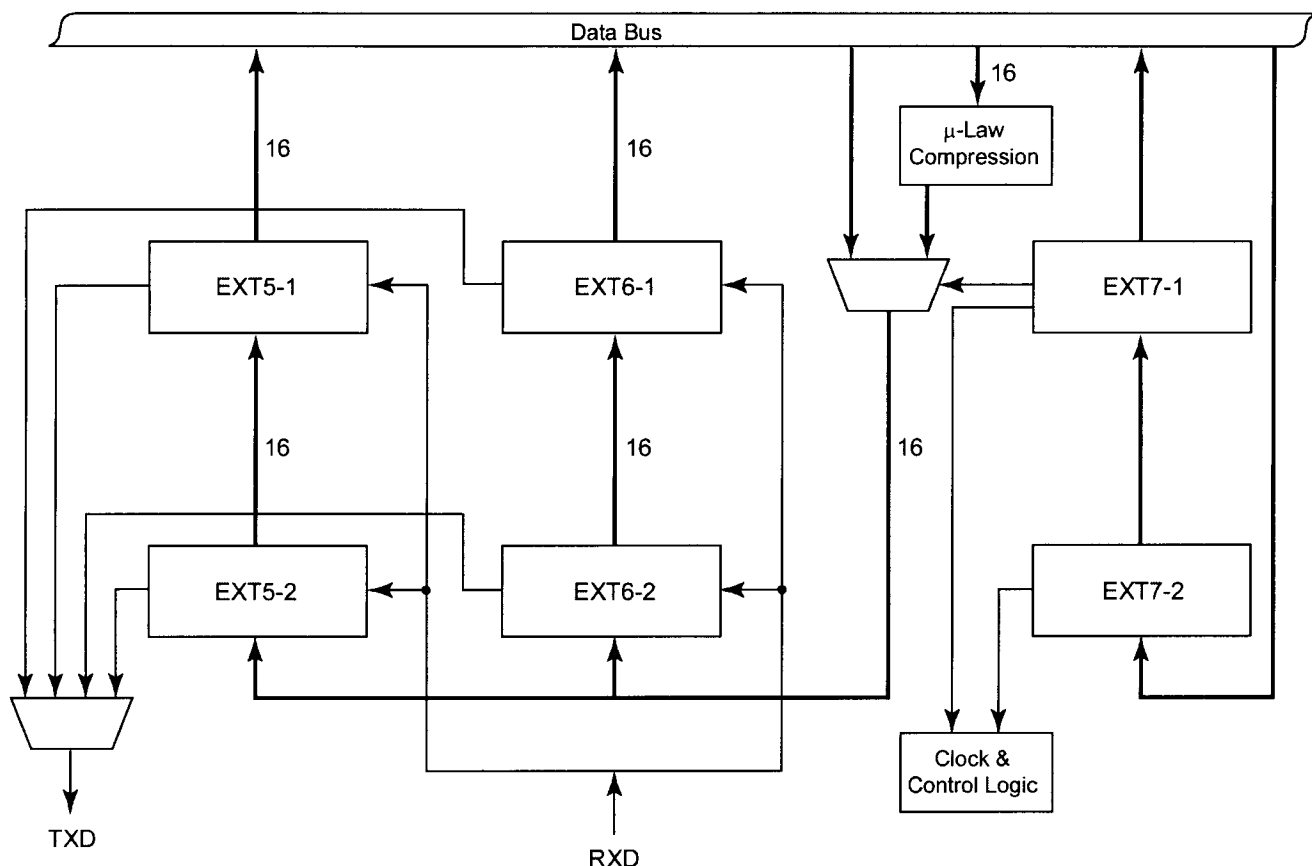 Data Bus
16
μ-Law
Compression
16
16
EXT5-1
EXT6-1
EXT7-1
16
16
16
EXT5-2
EXT6-2
EXT7-2
Clock &
Control Logic
TXD
RXD